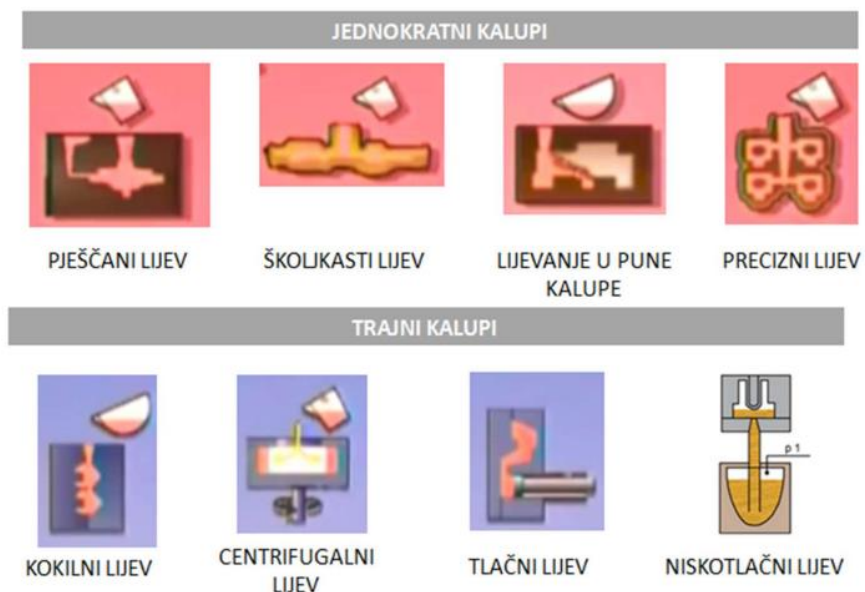 JEDNOKRATNI KALUPI
PJEŠČANI LIJEV
ŠKOLJKASTI LIJEV
LIJEVANJE U PUNE
KALUPE
PRECIZNI LIJEV
TRAJNI KALUPI
p 1
KOKILNI LIJEV
CENTRIFUGALNI
LIJEV
TLAČNI LIJEV
NISKOTLAČNI LIJEV